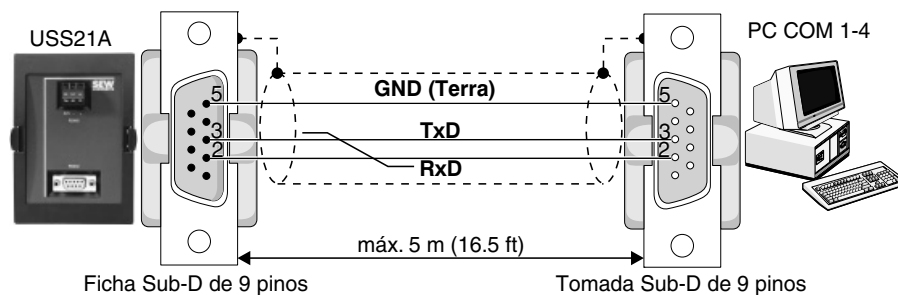 USS21A
PC COM 1-4
SEW
5
GND (Terra)
5
3
TxD
3
2
RxD
2
máx. 5 m (16.5 ft)
Ficha Sub-D de 9 pinos
Tomada Sub-D de 9 pinos